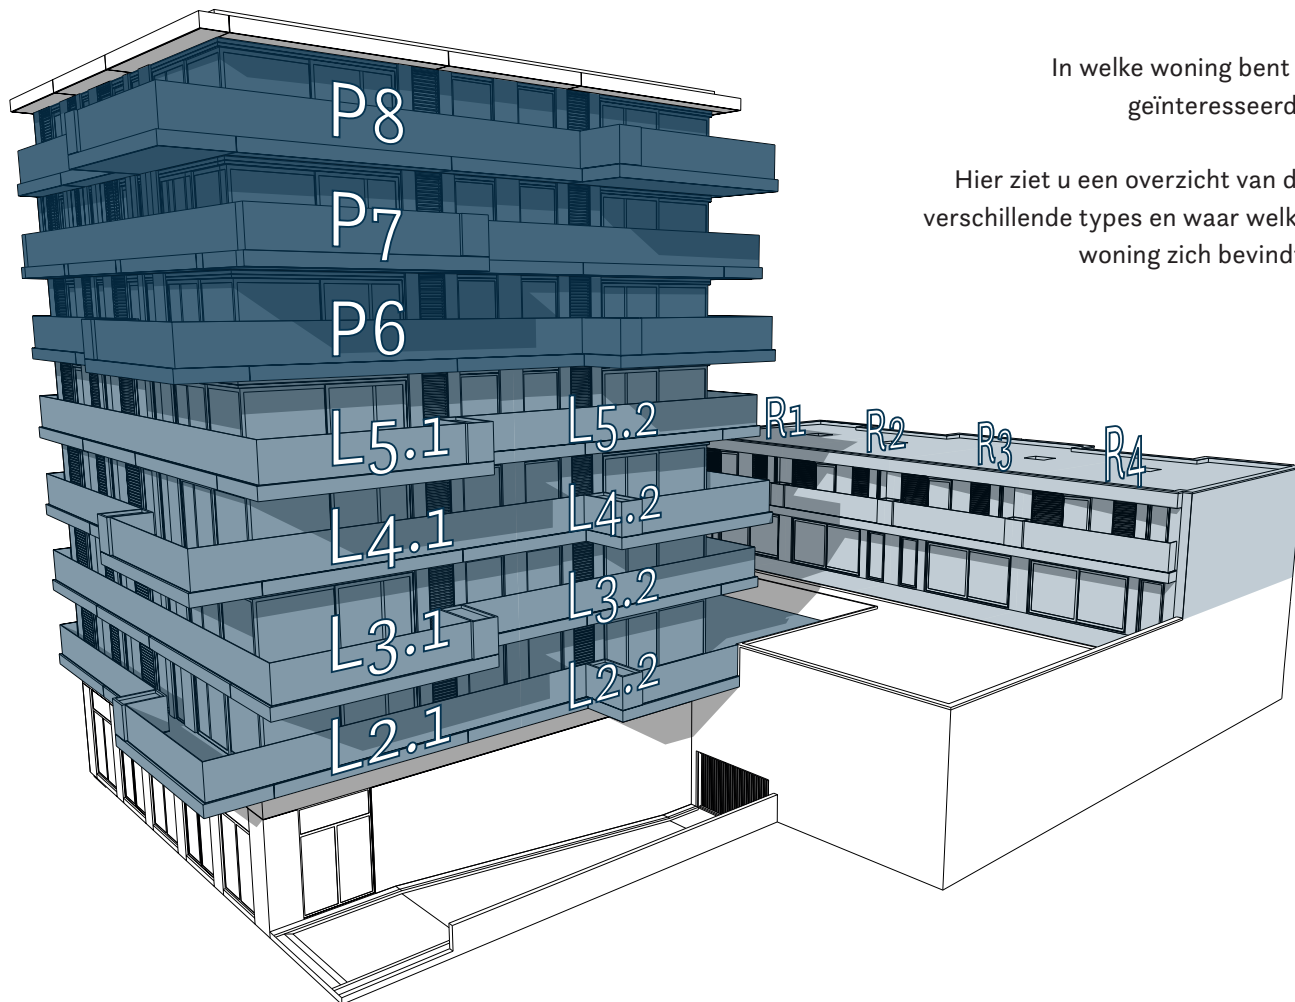 In welke woning bent
geïnteresseerd
Hier ziet u een overzicht van d
verschillende types en waar welk
woning zich bevindt
P8
P7
P6
L5.1 L5.2
R1 R2 R3 R4
L4.1 L4.2
L3.1 L3.2
L2.1 L2.2